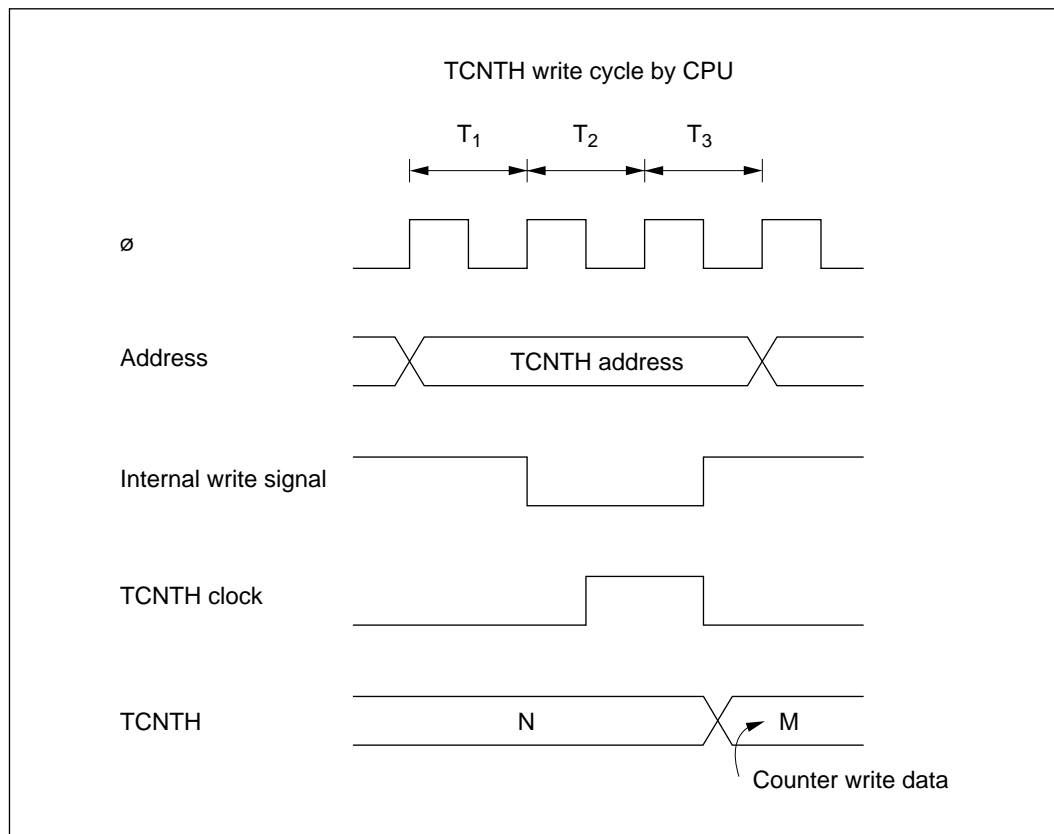 TCNTH write cycle by CPU
T1 T2 T3
ø
Address
TCNTH address
Internal write signal
TCNTH clock
TCNTH
N
M
Counter write data